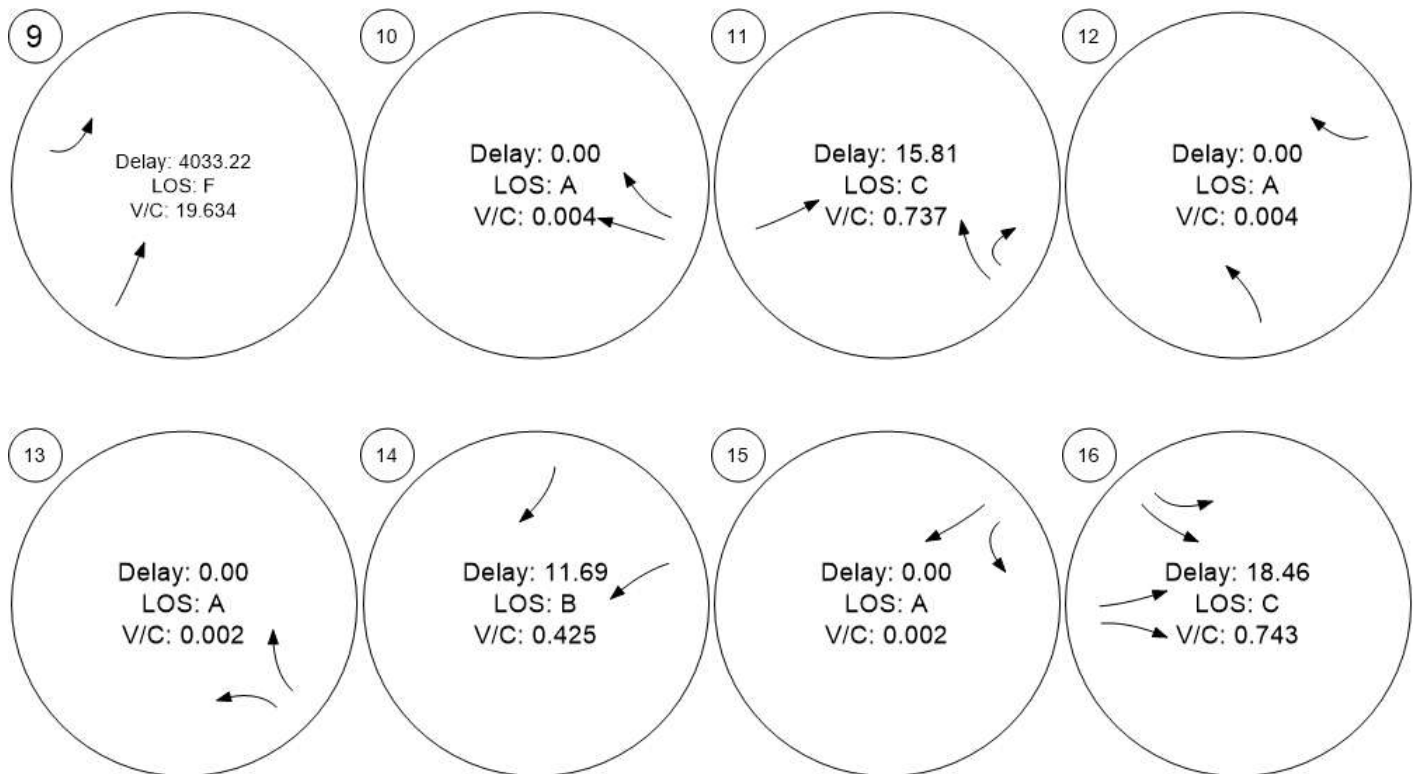 9
Delay: 4033.22
LOS: F
V/C: 19.634
10
Delay: 0.00
LOS: A
V/C: 0.004
11
Delay: 15.81
LOS: C
V/C: 0.737
12
Delay: 0.00
LOS: A
V/C: 0.004
13
Delay: 0.00
LOS: A
V/C: 0.002
14
Delay: 11.69
LOS: B
V/C: 0.425
15
Delay: 0.00
LOS: A
V/C: 0.002
16
Delay: 18.46
LOS: C
V/C: 0.743